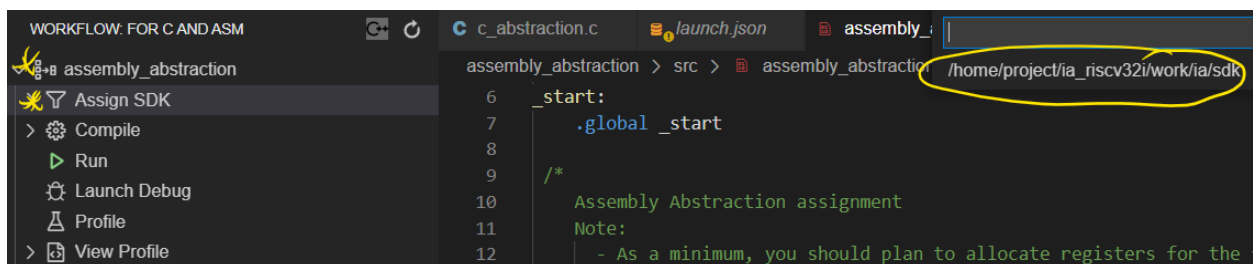 WORKFLOW: FOR C AND ASM
assembly_abstraction
Assign SDK
Compile
Run
Launch Debug
Profile
View Profile
C c_abstraction.c launch.json assembly_
assembly_abstraction > src > assembly_abstraction
/home/project/ia_riscv32i/work/ia/sdk
6 _start:
7 .global _start
8
9 /*
10 Assembly Abstraction assignment
11 Note:
12 - As a minimum, you should plan to allocate registers for the